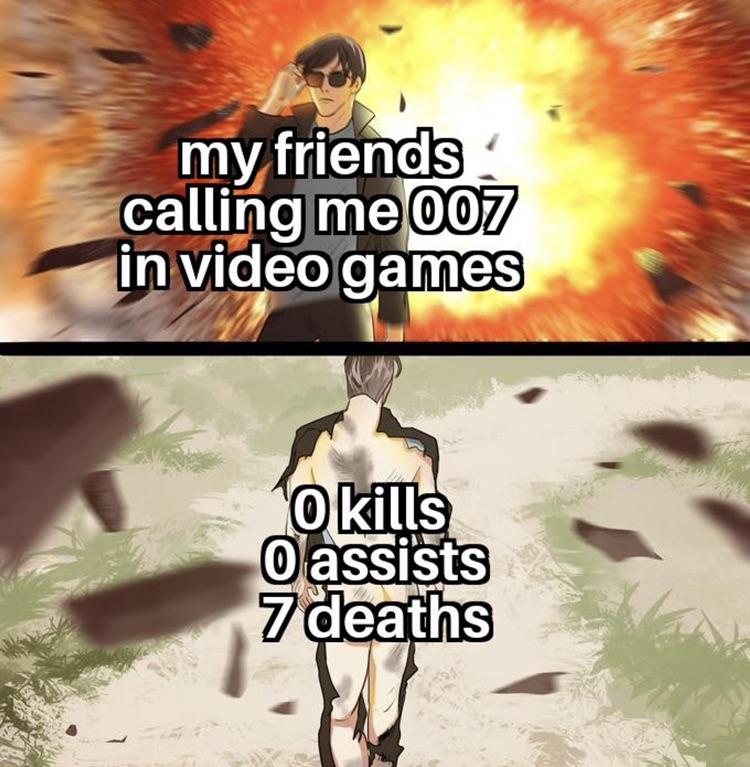 my friends
calling me 007
in video games
0 kills
0 assists
7 deaths